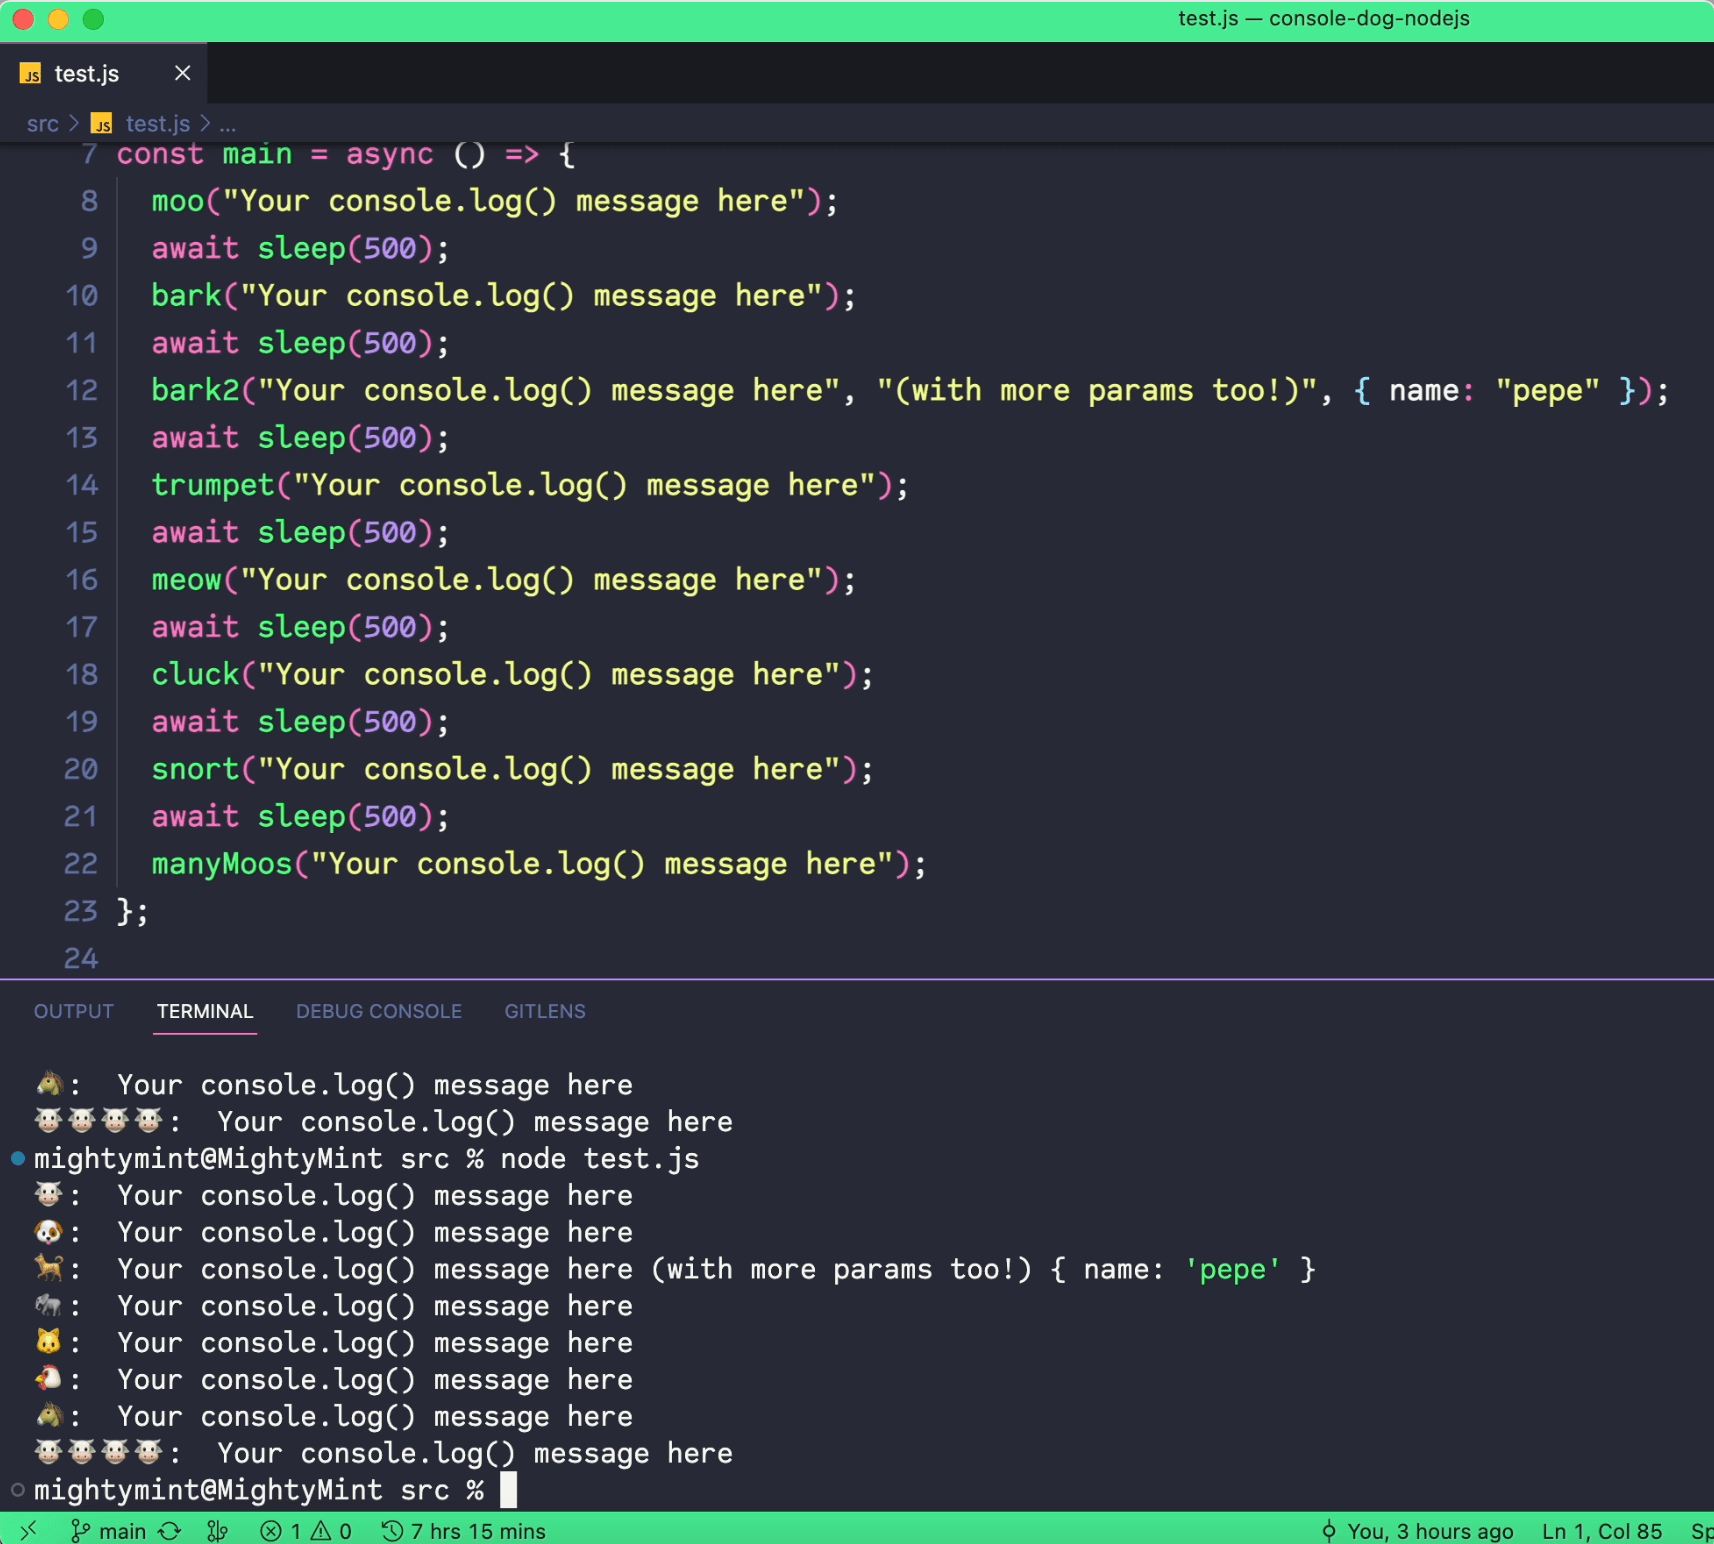 test.js — console-dog-nodejs
JS test.js ×
src > JS test.js > ...
7 const main = async () => {
8 moo("Your console.log() message here");
9 await sleep(500);
10 bark("Your console.log() message here");
11 await sleep(500);
12 bark2("Your console.log() message here", "(with more params too!)", { name: "pepe" });
13 await sleep(500);
14 trumpet("Your console.log() message here");
15 await sleep(500);
16 meow("Your console.log() message here");
17 await sleep(500);
18 cluck("Your console.log() message here");
19 await sleep(500);
20 snort("Your console.log() message here");
21 await sleep(500);
22 manyMoos("Your console.log() message here");
23 };
24
OUTPUT TERMINAL DEBUG CONSOLE GITLENS
🐴: Your console.log() message here
🐮🐮🐮🐮: Your console.log() message here
mightymint@MightyMint src % node test.js
🐮: Your console.log() message here
🐶: Your console.log() message here
🐕: Your console.log() message here (with more params too!) { name: 'pepe' }
🐘: Your console.log() message here
🐱: Your console.log() message here
🐔: Your console.log() message here
🐴: Your console.log() message here
🐮🐮🐮🐮: Your console.log() message here
mightymint@MightyMint src %
main 1 0 7 hrs 15 mins You, 3 hours ago Ln 1, Col 85 Sp